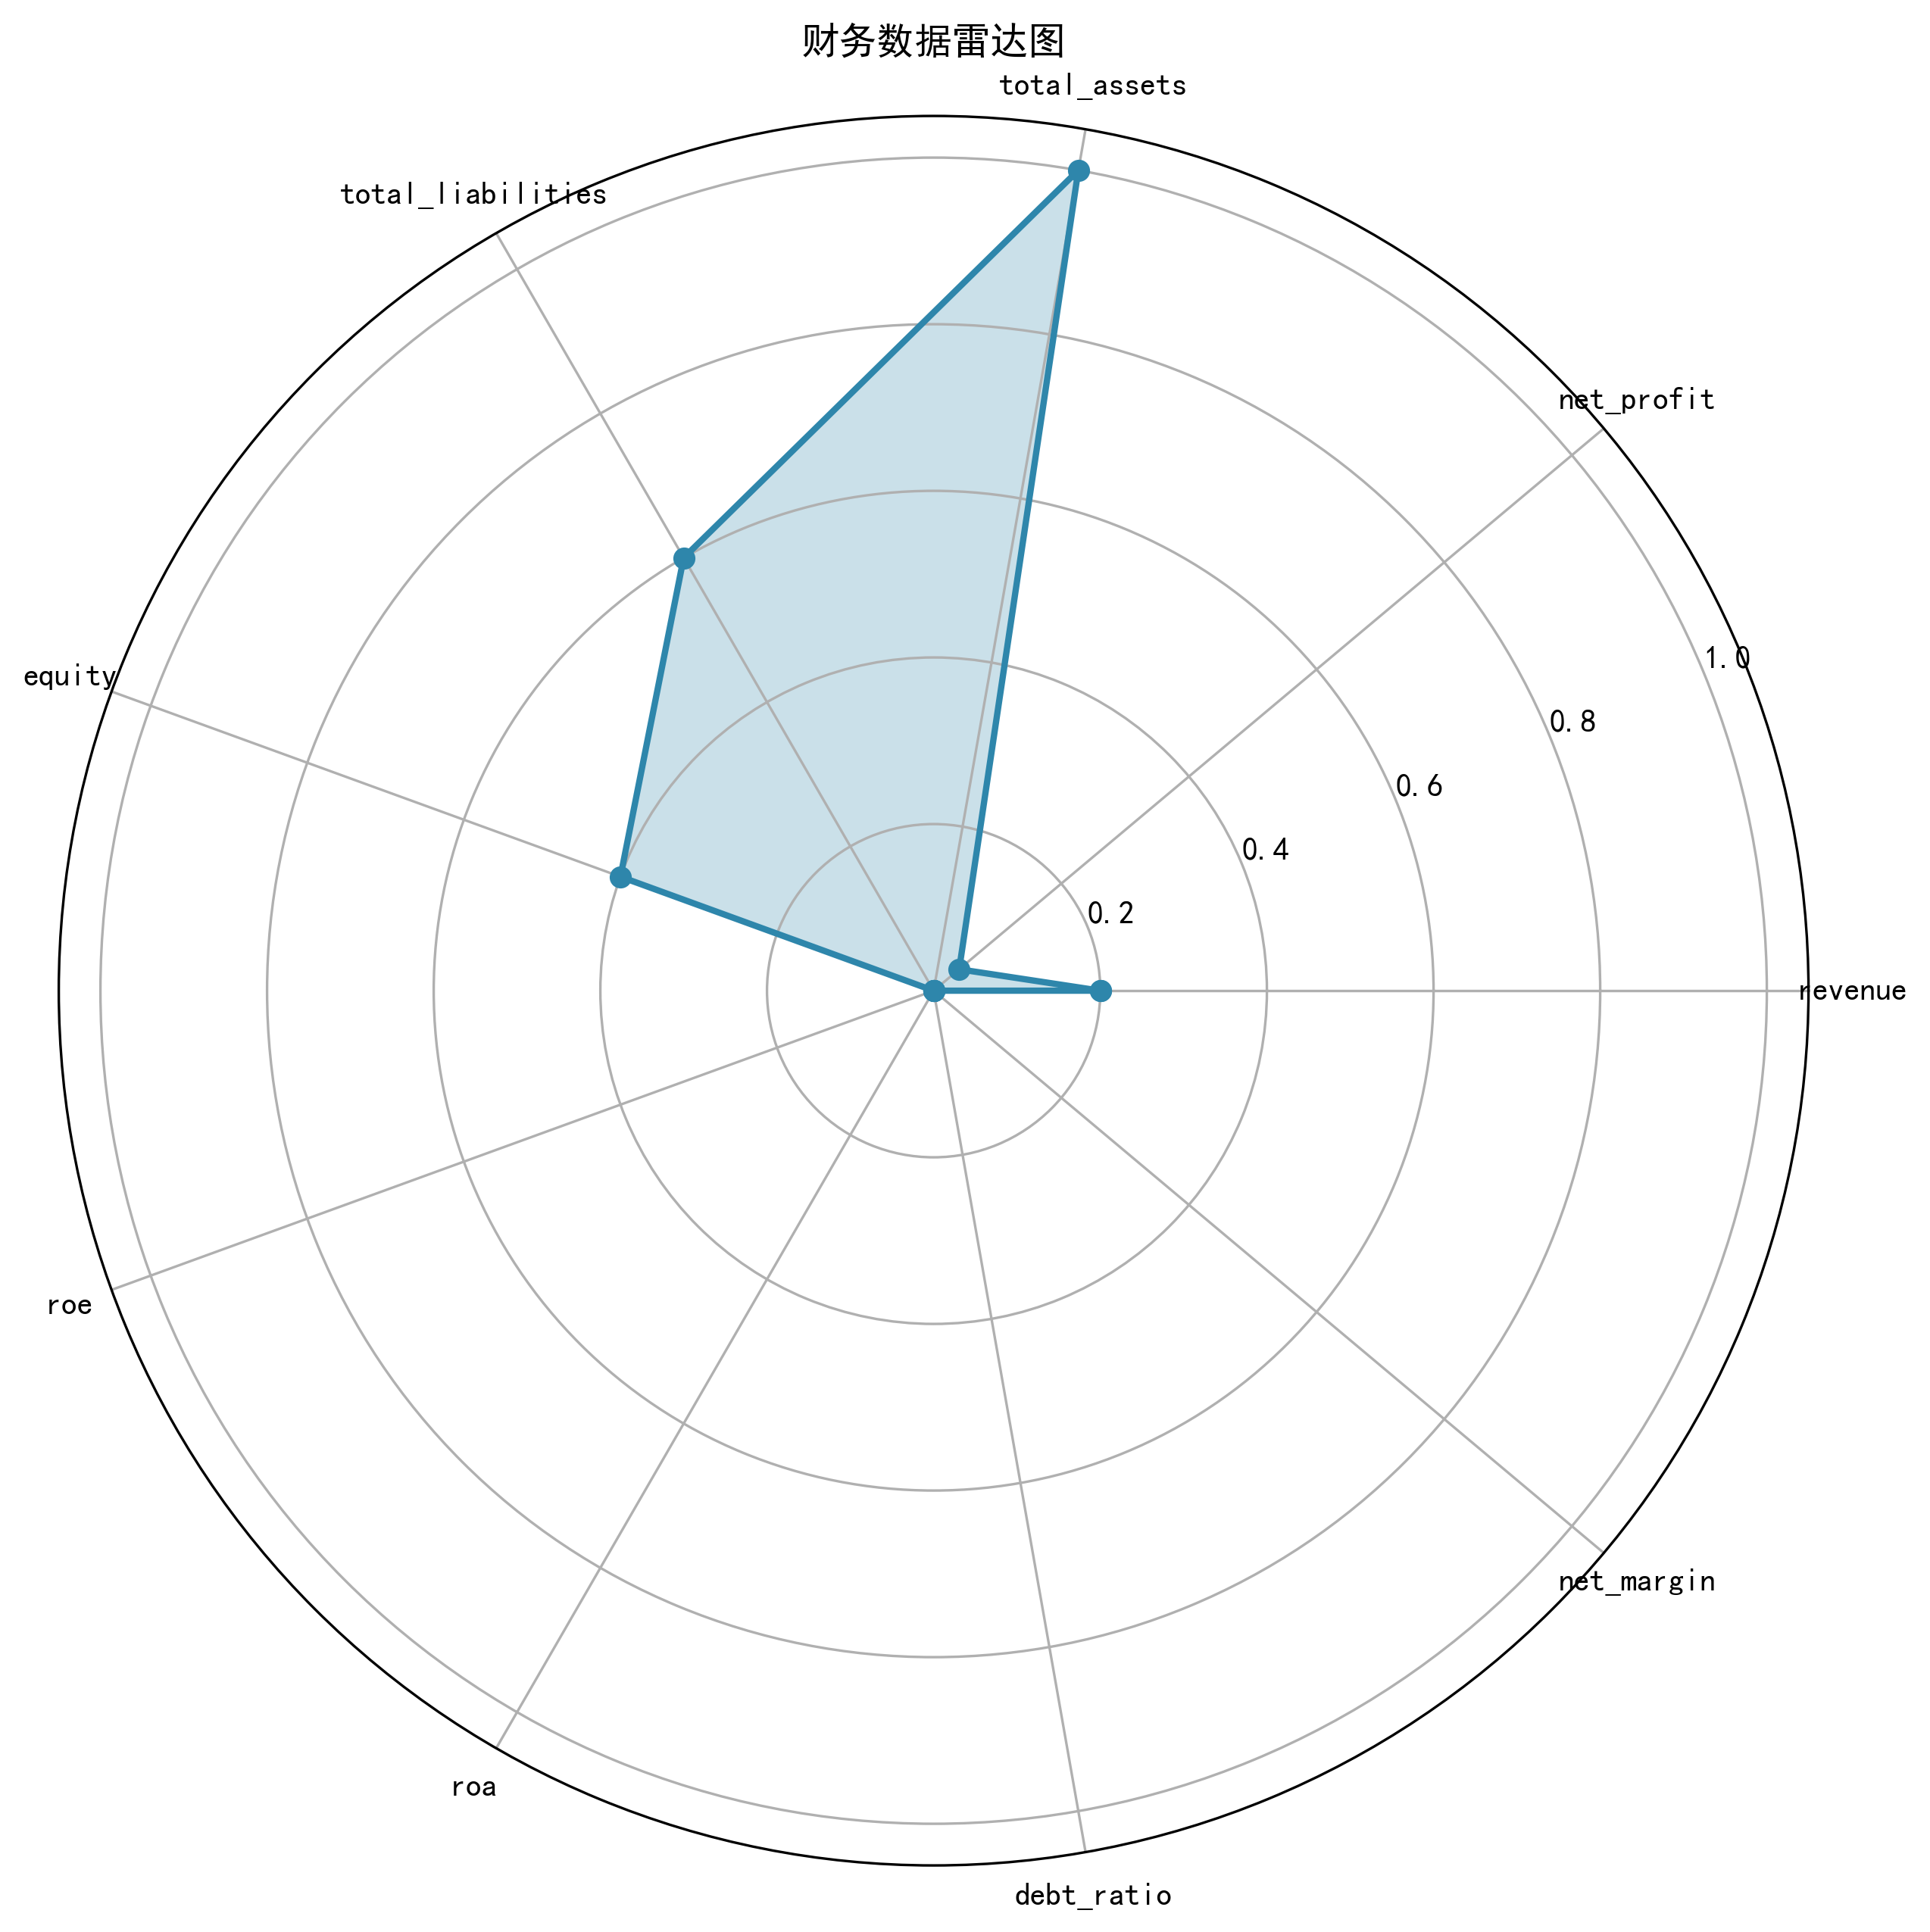 财务数据雷达图
total_assets
total_liabilities
net_profit
equity
1.0
0.8
0.6
0.4
0.2
revenue
roe
net_margin
roa
debt_ratio